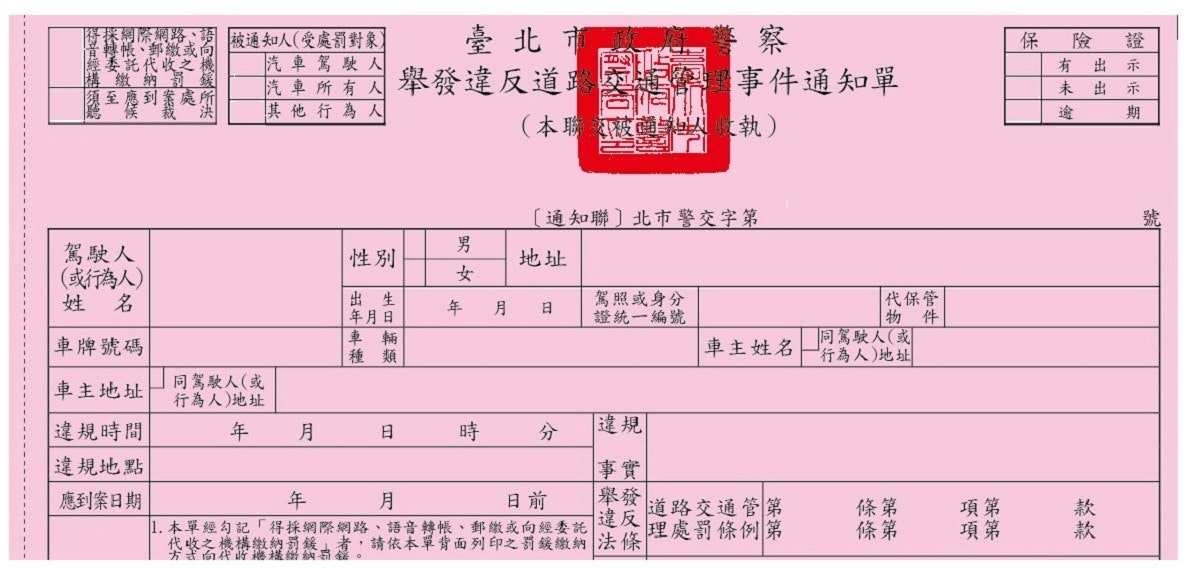 得採網際網路、語
音轉帳、郵繳或向
經委託代收之機
構繳納罰鍰
須至應到案處所
聽候裁決
被通知人(受處罰對象)
汽車駕駛人
汽車所有人
其他行為人
臺北市政府警察
舉發違反道路交通管理事件通知單
(本聯交被通知人收執)
保險證
有出示
未出示
逾期
〔通知聯〕北市警交字第 號
駕駛人
(或行為人)
姓名
性別
男
女
地址
出生
年月日
年 月 日
駕照或身分
證統一編號
代保管
物件
車牌號碼
車輛
種類
車主姓名
同駕駛人(或
行為人)地址
車主地址
同駕駛人(或
行為人)地址
違規時間
年 月 日 時 分
違規
事實
違規地點
應到案日期
年 月 日前
舉發
違反
法條
道路交通管
理處罰條例
第 條第 項第 款
第 條第 項第 款
1. 本單經勾記「得採網際網路、語音轉帳、郵繳或向經委託
代收之機構繳納罰鍰」者，請依本單背面列印之罰鍰繳納
方式向代收機構繳納罰鍰。